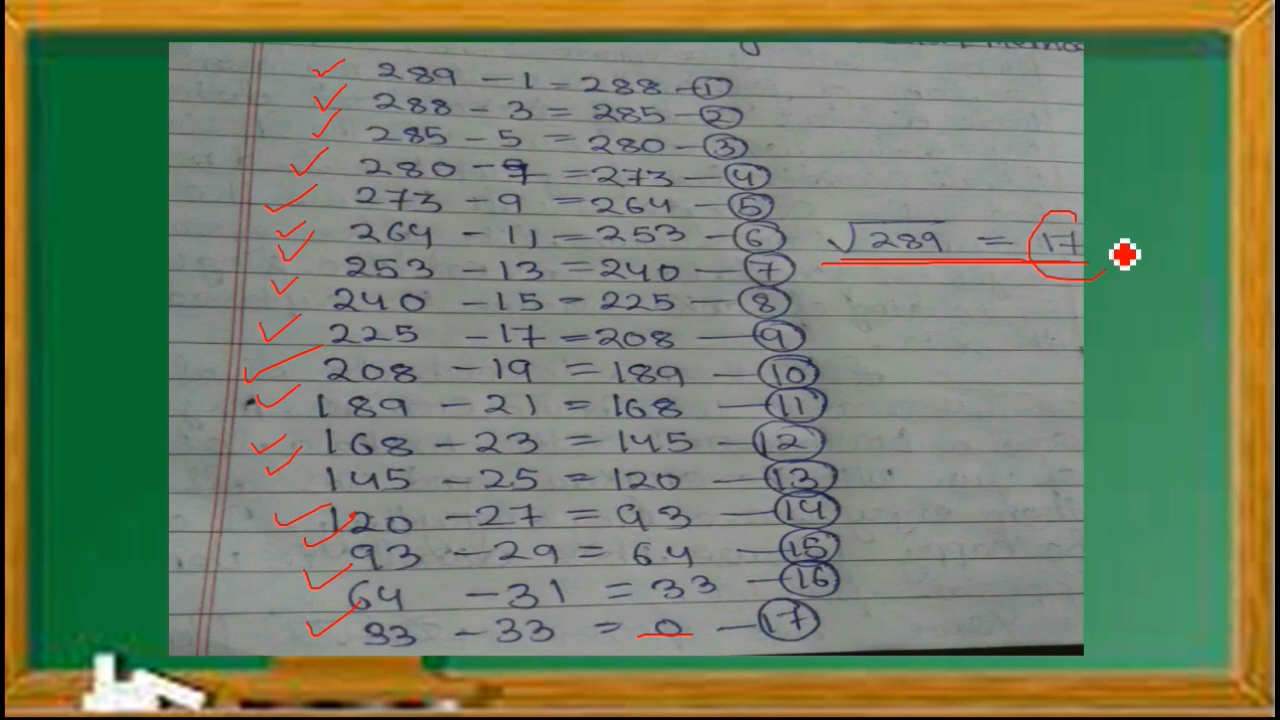 289 - 1 = 288 - ①
288 - 3 = 285 - ②
285 - 5 = 280 - ③
280 - 7 = 273 - ④
273 - 9 = 264 - ⑤
264 - 11 = 253 - ⑥
253 - 13 = 240 - ⑦
240 - 15 = 225 - ⑧
225 - 17 = 208 - ⑨
208 - 19 = 189 - ⑩
189 - 21 = 168 - ⑪
168 - 23 = 145 - ⑫
145 - 25 = 120 - ⑬
120 - 27 = 93 - ⑭
93 - 29 = 64 - ⑮
64 - 31 = 33 - ⑯
33 - 33 = 0 - ⑰
√289 = 17